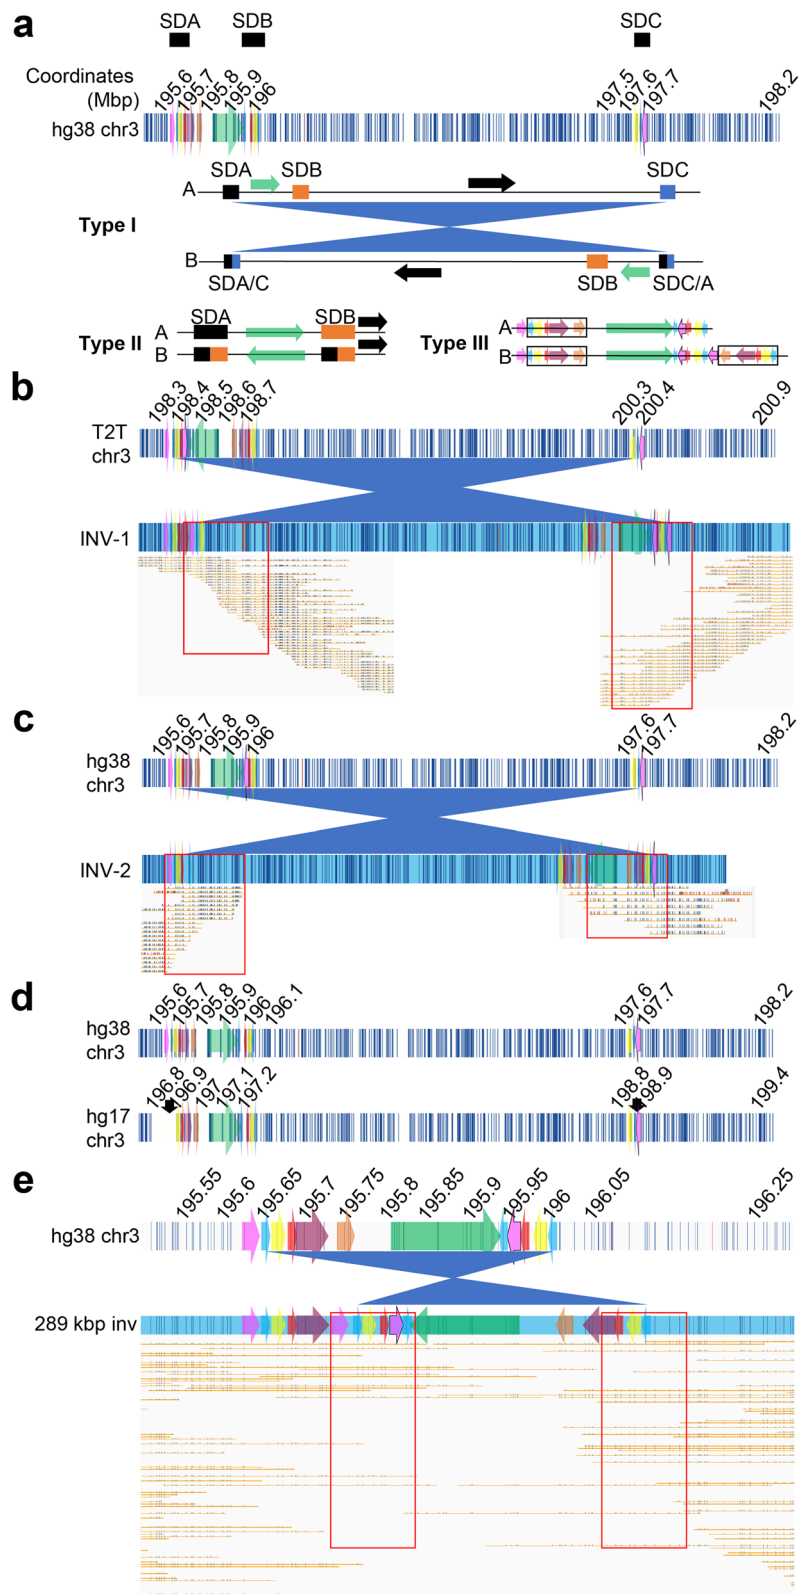 a
SDA SDB SDC
Coordinates (Mbp)
195.6 195.7 195.8 195.9 196 197.5 197.6 197.7 198.2
hg38 chr3
SDA SDB SDC
A
Type I
B
SDA/C SDB SDC/A
SDA SDB
A
Type II
B
A
Type III
B
b
198.3 198.4 198.5 198.6 198.7 200.3 200.4 200.9
T2T
chr3
INV-1
c
195.6 195.7 195.8 195.9 196 197.6 197.7 198.2
hg38
chr3
INV-2
d
195.6 195.7 195.8 195.9 196 196.1 197.6 197.7 198.2
hg38
chr3
196.8 196.9 197 197.1 197.2 198.8 198.9 199.4
hg17
chr3
e
195.55 195.6 195.65 195.7 195.75 195.8 195.85 195.9 195.95 196 196.05 196.25
hg38 chr3
289 kbp inv